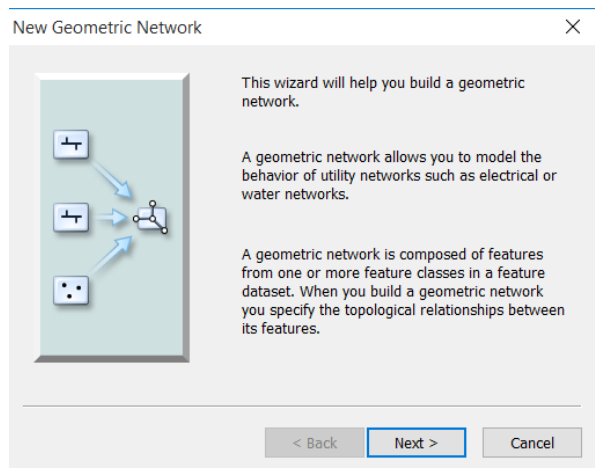 New Geometric Network
This wizard will help you build a geometric
network.
A geometric network allows you to model the
behavior of utility networks such as electrical or
water networks.
A geometric network is composed of features
from one or more feature classes in a feature
dataset. When you build a geometric network
you specify the topological relationships between
its features.
< Back Next > Cancel